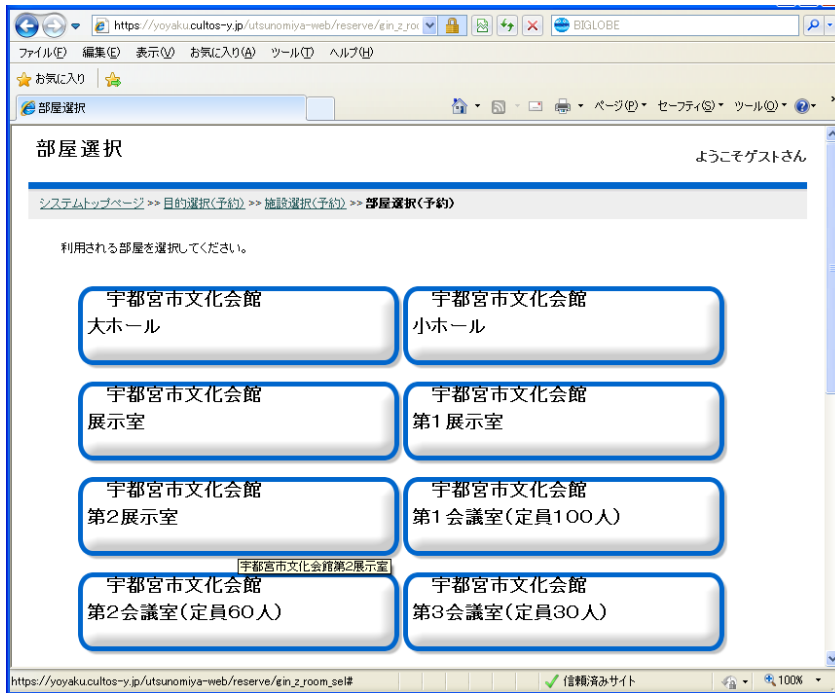 https://yoyaku.cultos-y.jp/utsunomiya-web/reserve/gin_z_roo
BIGLOBE
ファイル(F) 編集(E) 表示(V) お気に入り(A) ツール(T) ヘルプ(H)
お気に入り
部屋選択
ページ(P) セーフティ(S) ツール(O)
部屋選択
ようこそゲストさん
システムトップページ >> 目的選択(予約) >> 施設選択(予約) >> 部屋選択(予約)
利用される部屋を選択してください。
宇都宮市文化会館
大ホール
宇都宮市文化会館
小ホール
宇都宮市文化会館
展示室
宇都宮市文化会館
第1展示室
宇都宮市文化会館
第2展示室
宇都宮市文化会館
第1会議室(定員100人)
宇都宮市文化会館第2展示室
宇都宮市文化会館
第2会議室(定員60人)
宇都宮市文化会館
第3会議室(定員30人)
https://yoyaku.cultos-y.jp/utsunomiya-web/reserve/gin_z_room_sel#
信頼済みサイト
100%